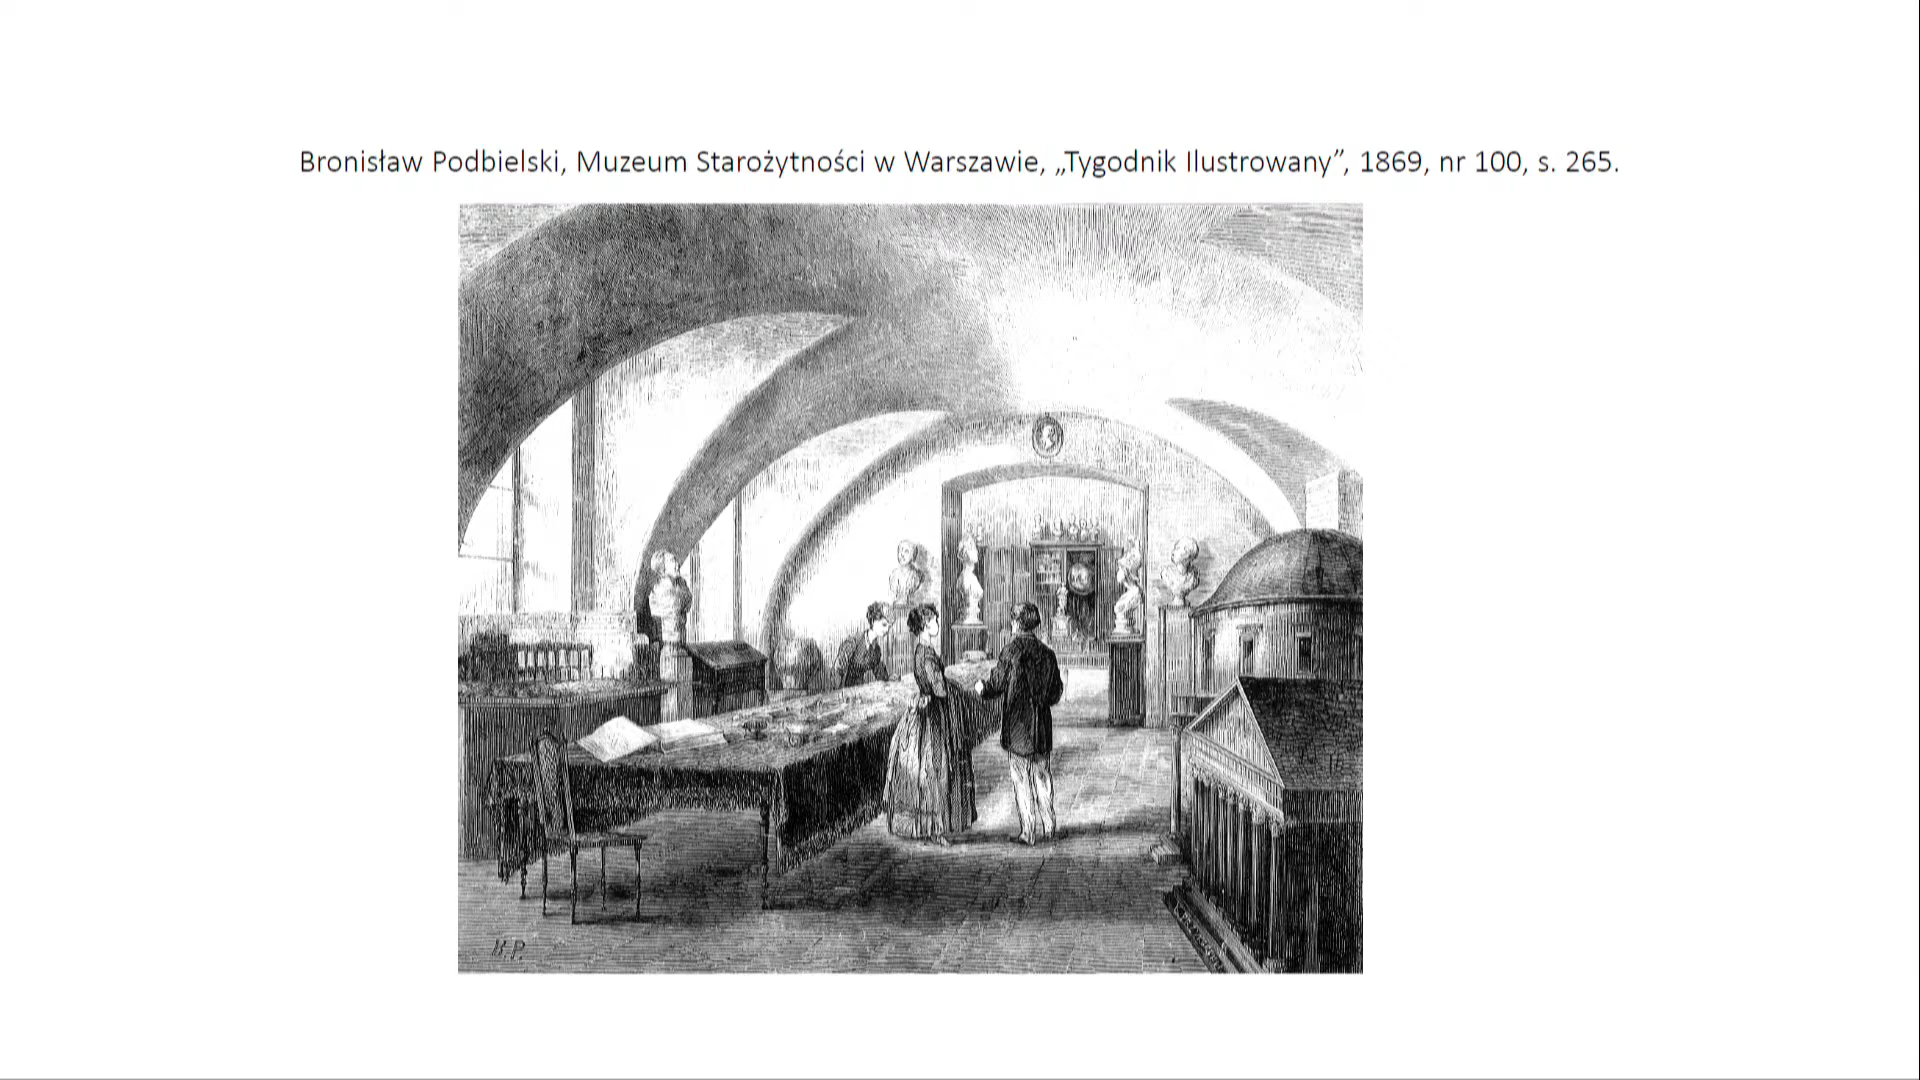 Bronisław Podbielski, Muzeum Starożytności w Warszawie, „Tygodnik Ilustrowany”, 1869, nr 100, s. 265.
B.P.